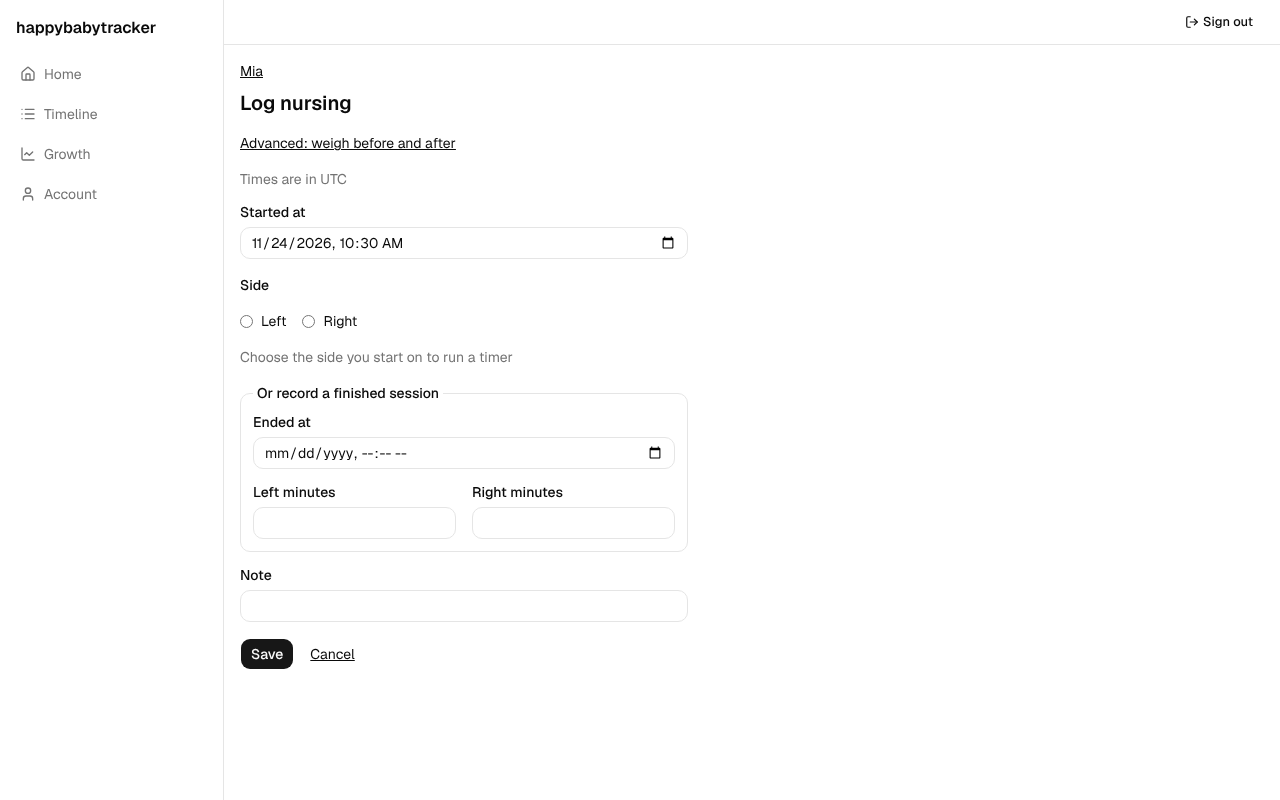 happybabytracker
Sign out
Home
Timeline
Growth
Account
Mia
Log nursing
Advanced: weigh before and after
Times are in UTC
Started at
11/24/2026, 10:30 AM
Side
Left Right
Choose the side you start on to run a timer
Or record a finished session
Ended at
mm/dd/yyyy, --:-- --
Left minutes Right minutes
Note
Save Cancel